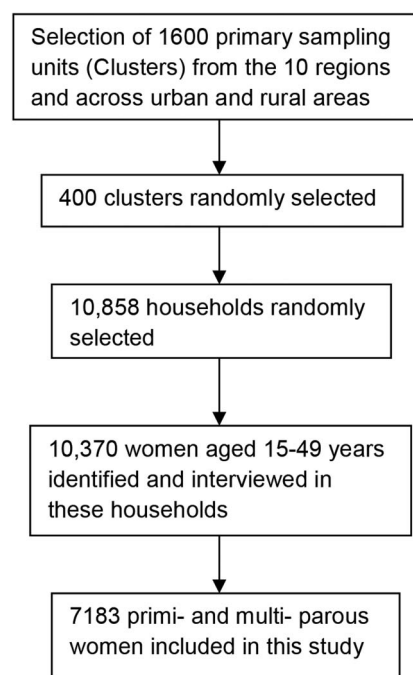 Selection of 1600 primary sampling
units (Clusters) from the 10 regions
and across urban and rural areas
400 clusters randomly selected
10,858 households randomly
selected
10,370 women aged 15-49 years
identified and interviewed in
these households
7183 primi- and multi- parous
women included in this study